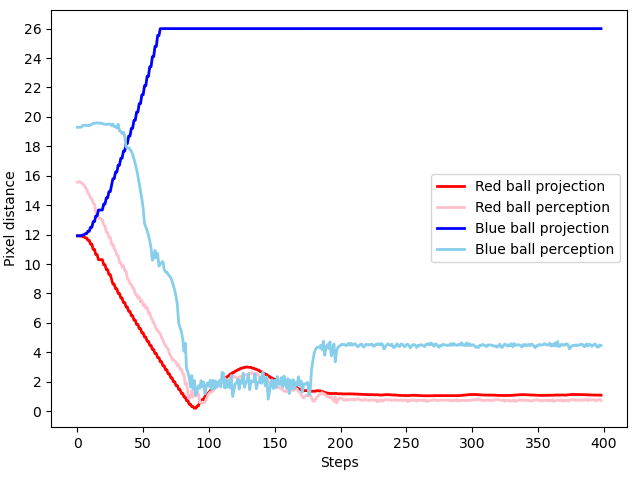 26
24
22
20
18
16
14
12
10
8
6
4
2
0
Pixel distance
Red ball projection
Red ball perception
Blue ball projection
Blue ball perception
0 50 100 150 200 250 300 350 400
Steps